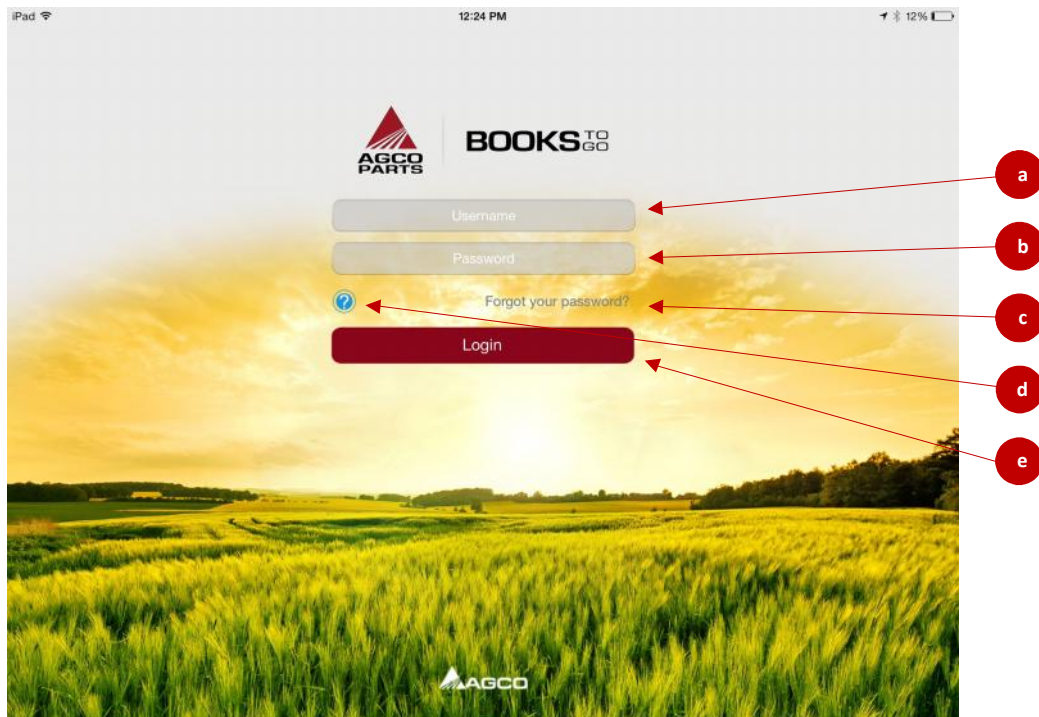 iPad 12:24 PM 12%
AGCO PARTS BOOKS TO GO
a
Username
b
Password
c
Forgot your password?
d
Login
e
AGCO